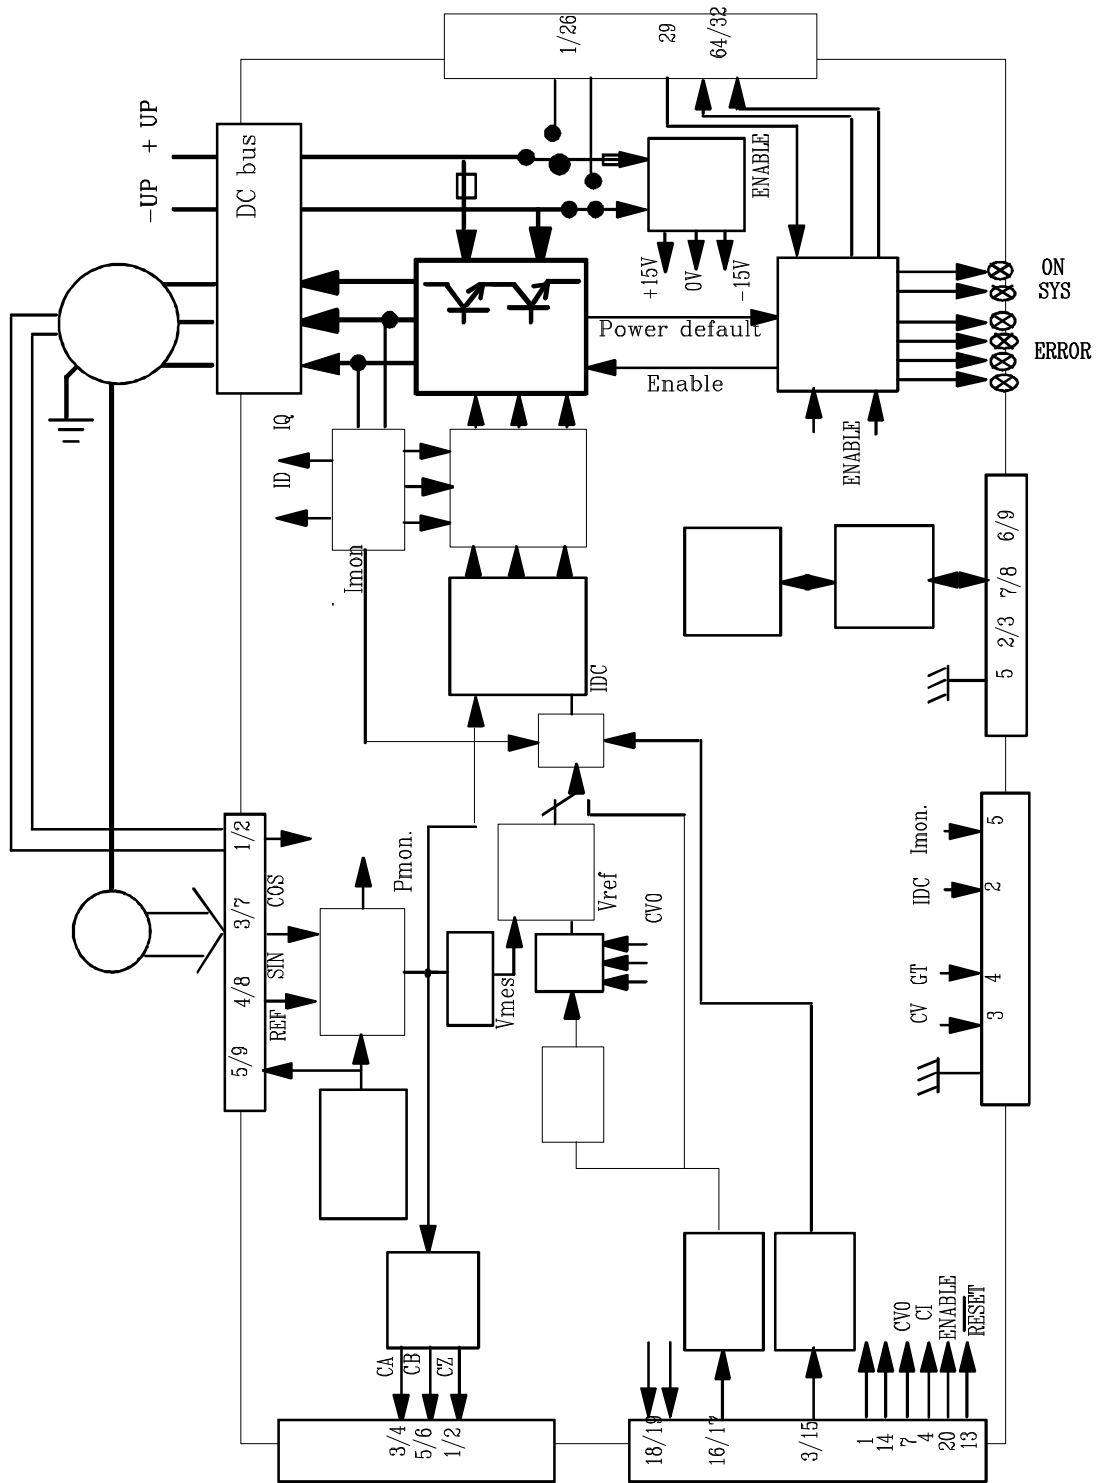 1/26
29
64/32
-UP
+ UP
DC bus
ENABLE
+15V
0V
-15V
ON
SYS
ERROR
Power default
Enable
ENABLE
IQ
ID
Imon
6/9
7/8
2/3
5
IDC
1/2
3/7
4/8
5/9
COS
SIN
REF
Pmon.
Vref
CV0
Vmes
Imon.
IDC
GT
CV
5
2
4
3
CA
CB
CZ
3/4
5/6
1/2
18/19
16/17
3/15
1
14
7
4
20
13
CV0
CI
ENABLE
RESET